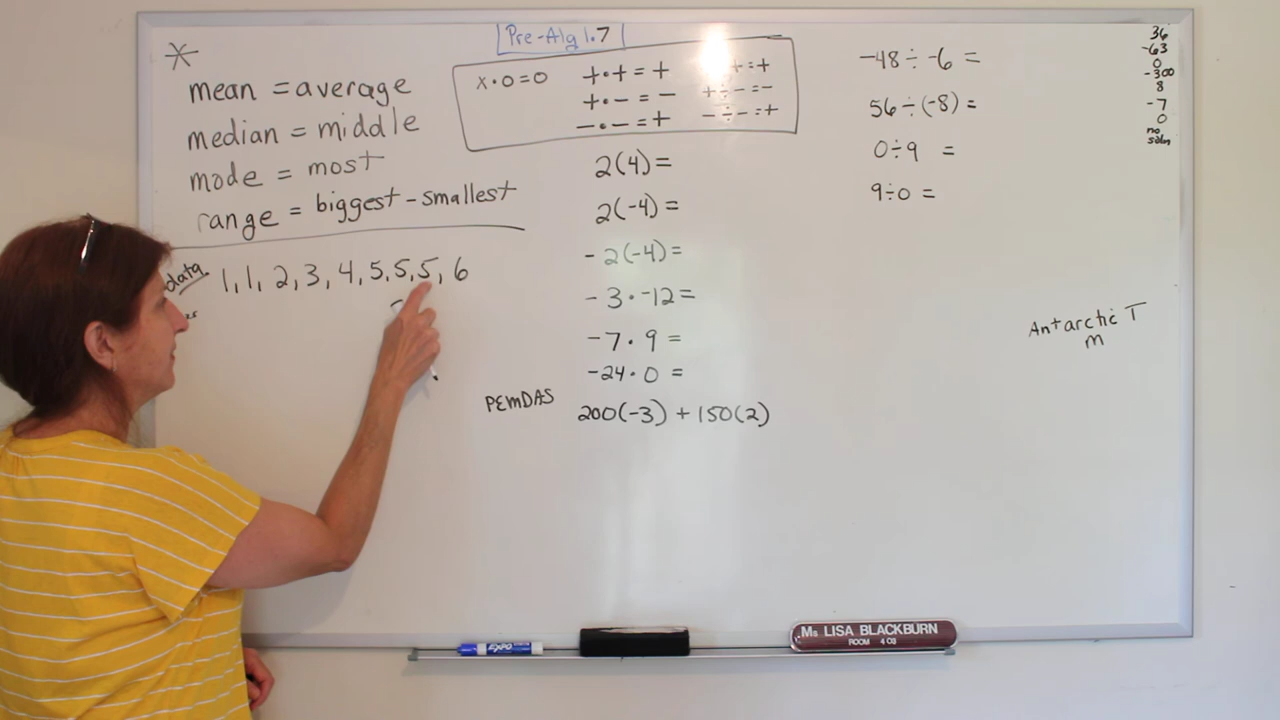 Pre-Alg 1.7
*
mean = average
median = middle
mode = most
range = biggest - smallest
data
1, 1, 2, 3, 4, 5, 5, 5, 6
x · 0 = 0
+ · + = +
+ · - = -
- · - = +
÷ + = +
+ ÷ - = -
- ÷ - = +
2(4) =
2(-4) =
-2(-4) =
-3 · -12 =
-7 · 9 =
-24 · 0 =
PEMDAS
200(-3) + 150(2)
-48 ÷ -6 =
56 ÷ (-8) =
0 ÷ 9 =
9 ÷ 0 =
36
-63
0
-300
8
-7
0
no
soln
Antarctic T
m
EXPO
Ms LISA BLACKBURN
ROOM 403